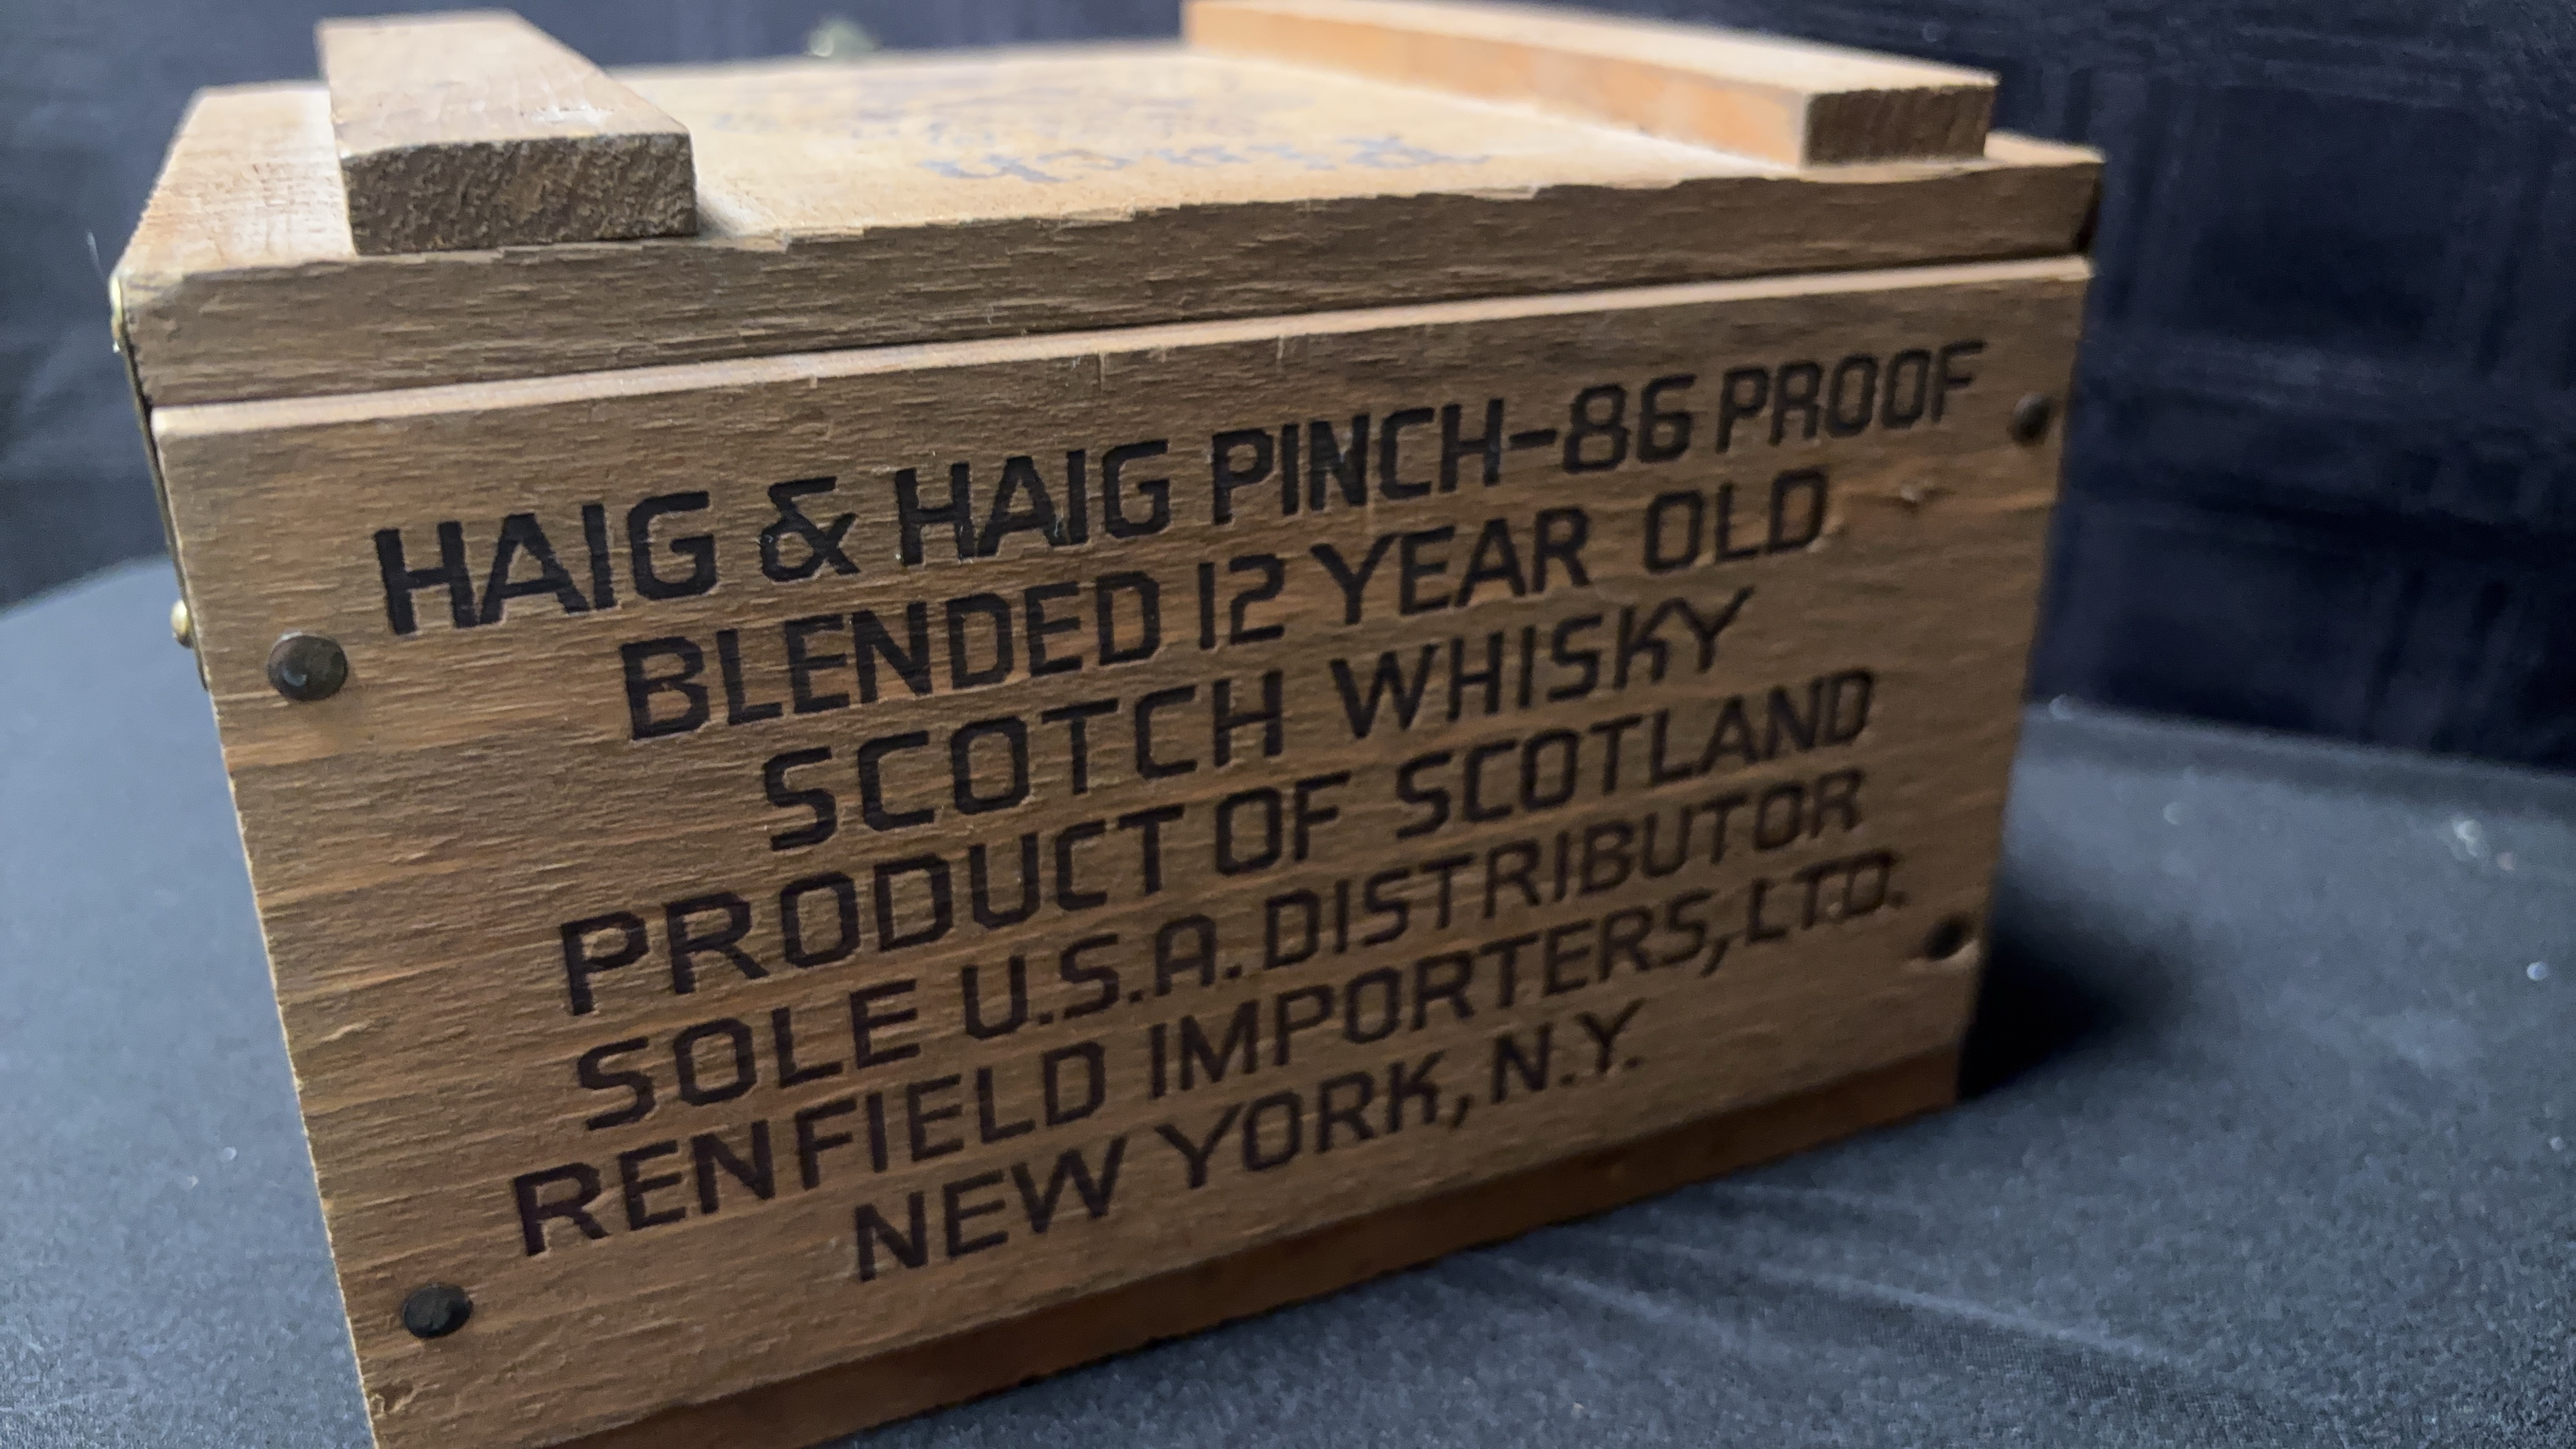 HAIG & HAIG PINCH-86 PROOF
BLENDED 12 YEAR OLD
SCOTCH WHISKY
PRODUCT OF SCOTLAND
SOLE U.S.A. DISTRIBUTOR
RENFIELD IMPORTERS, LTD.
NEW YORK, N.Y.